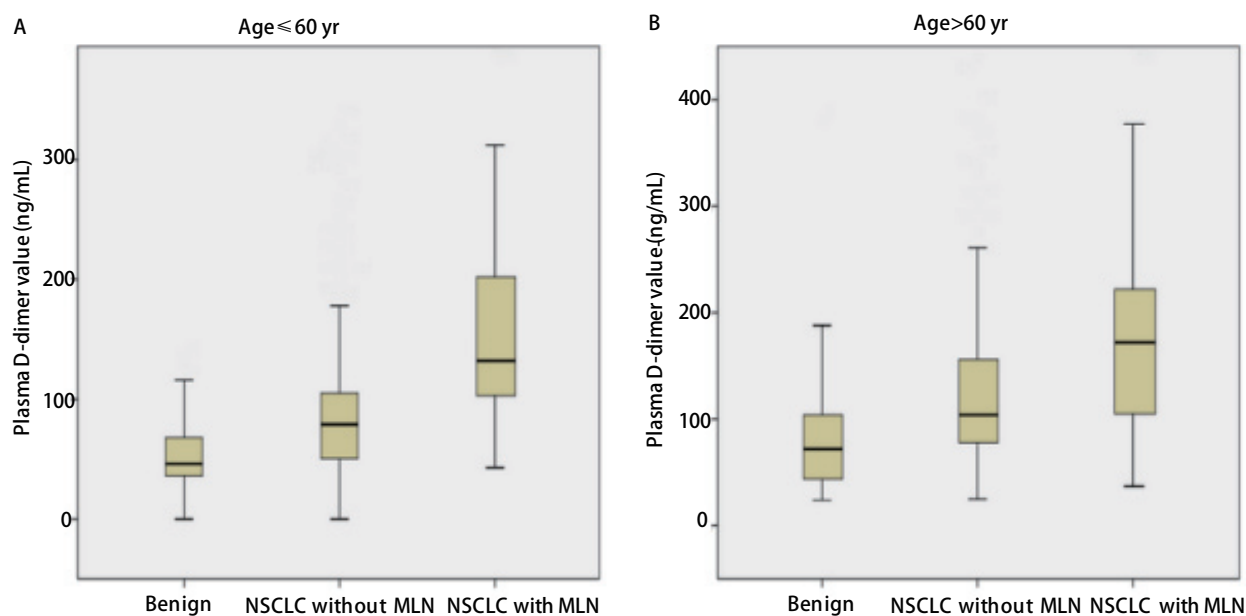 A
Age≤60 yr
Plasma D-dimer value (ng/mL)
300
200
100
0
Benign
NSCLC without MLN
NSCLC with MLN
B
Age>60 yr
Plasma D-dimer value-(ng/mL)
400
300
200
100
0
Benign
NSCLC without MLN
NSCLC with MLN